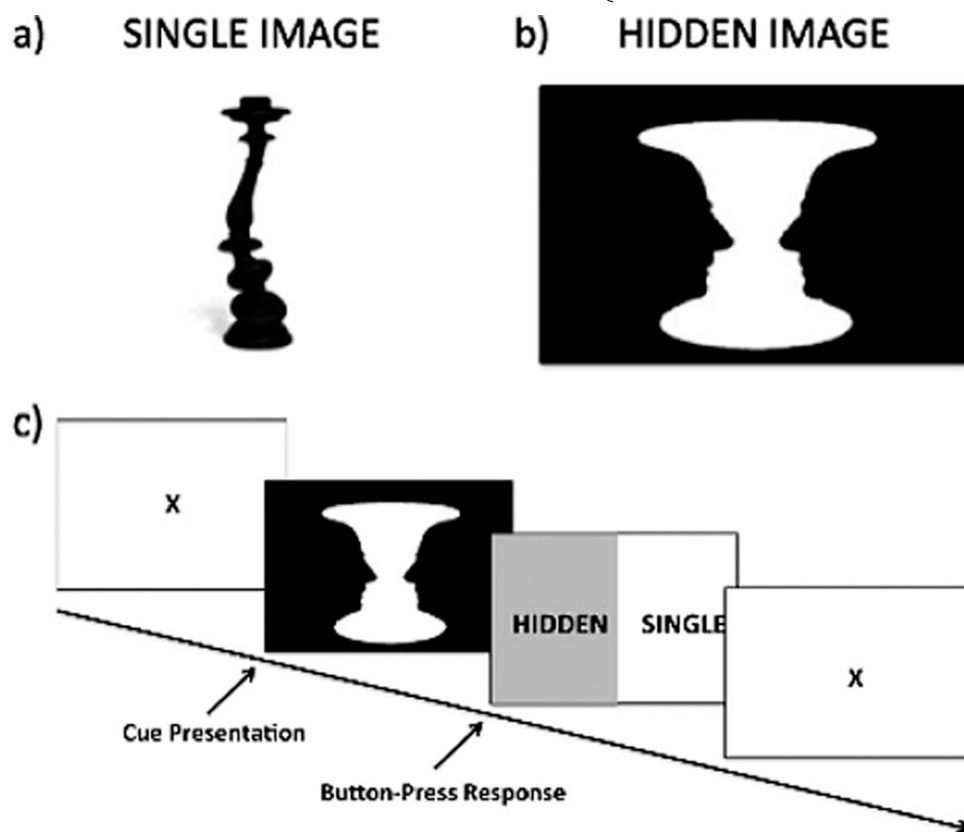 a) SINGLE IMAGE
b) HIDDEN IMAGE
c)
X
HIDDEN SINGLE
X
Cue Presentation
Button-Press Response